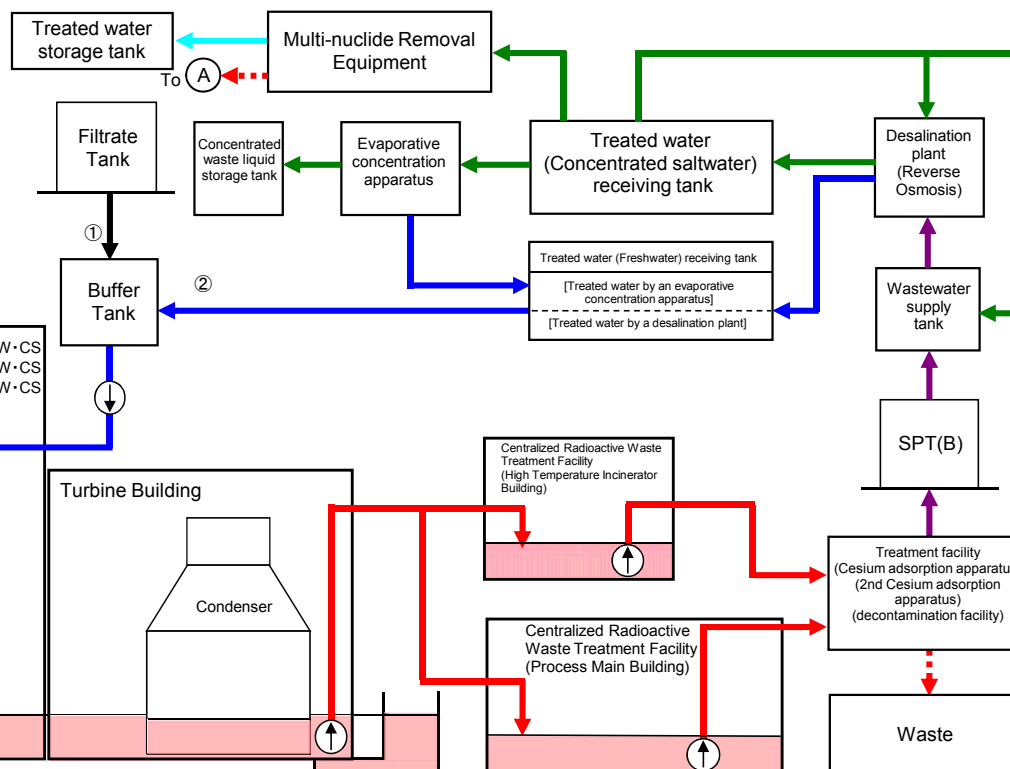 Treated water
storage tank
Multi-nuclide Removal
Equipment
To
A
Filtrate
Tank
Concentrated
waste liquid
storage tank
Evaporative
concentration
apparatus
Treated water
(Concentrated saltwater)
receiving tank
Desalination
plant
(Reverse
Osmosis)
①
②
Buffer
Tank
Treated water (Freshwater) receiving tank
[Treated water by an evaporative
concentration apparatus]
[Treated water by a desalination plant]
Wastewater
supply
tank
W・CS
W・CS
W・CS
SPT(B)
Turbine Building
Condenser
Centralized Radioactive Waste
Treatment Facility
(High Temperature Incinerator
Building)
Treatment facility
(Cesium adsorption apparatu
(2nd Cesium adsorption
apparatus)
(decontamination facility)
Centralized Radioactive
Waste Treatment Facility
(Process Main Building)
Waste